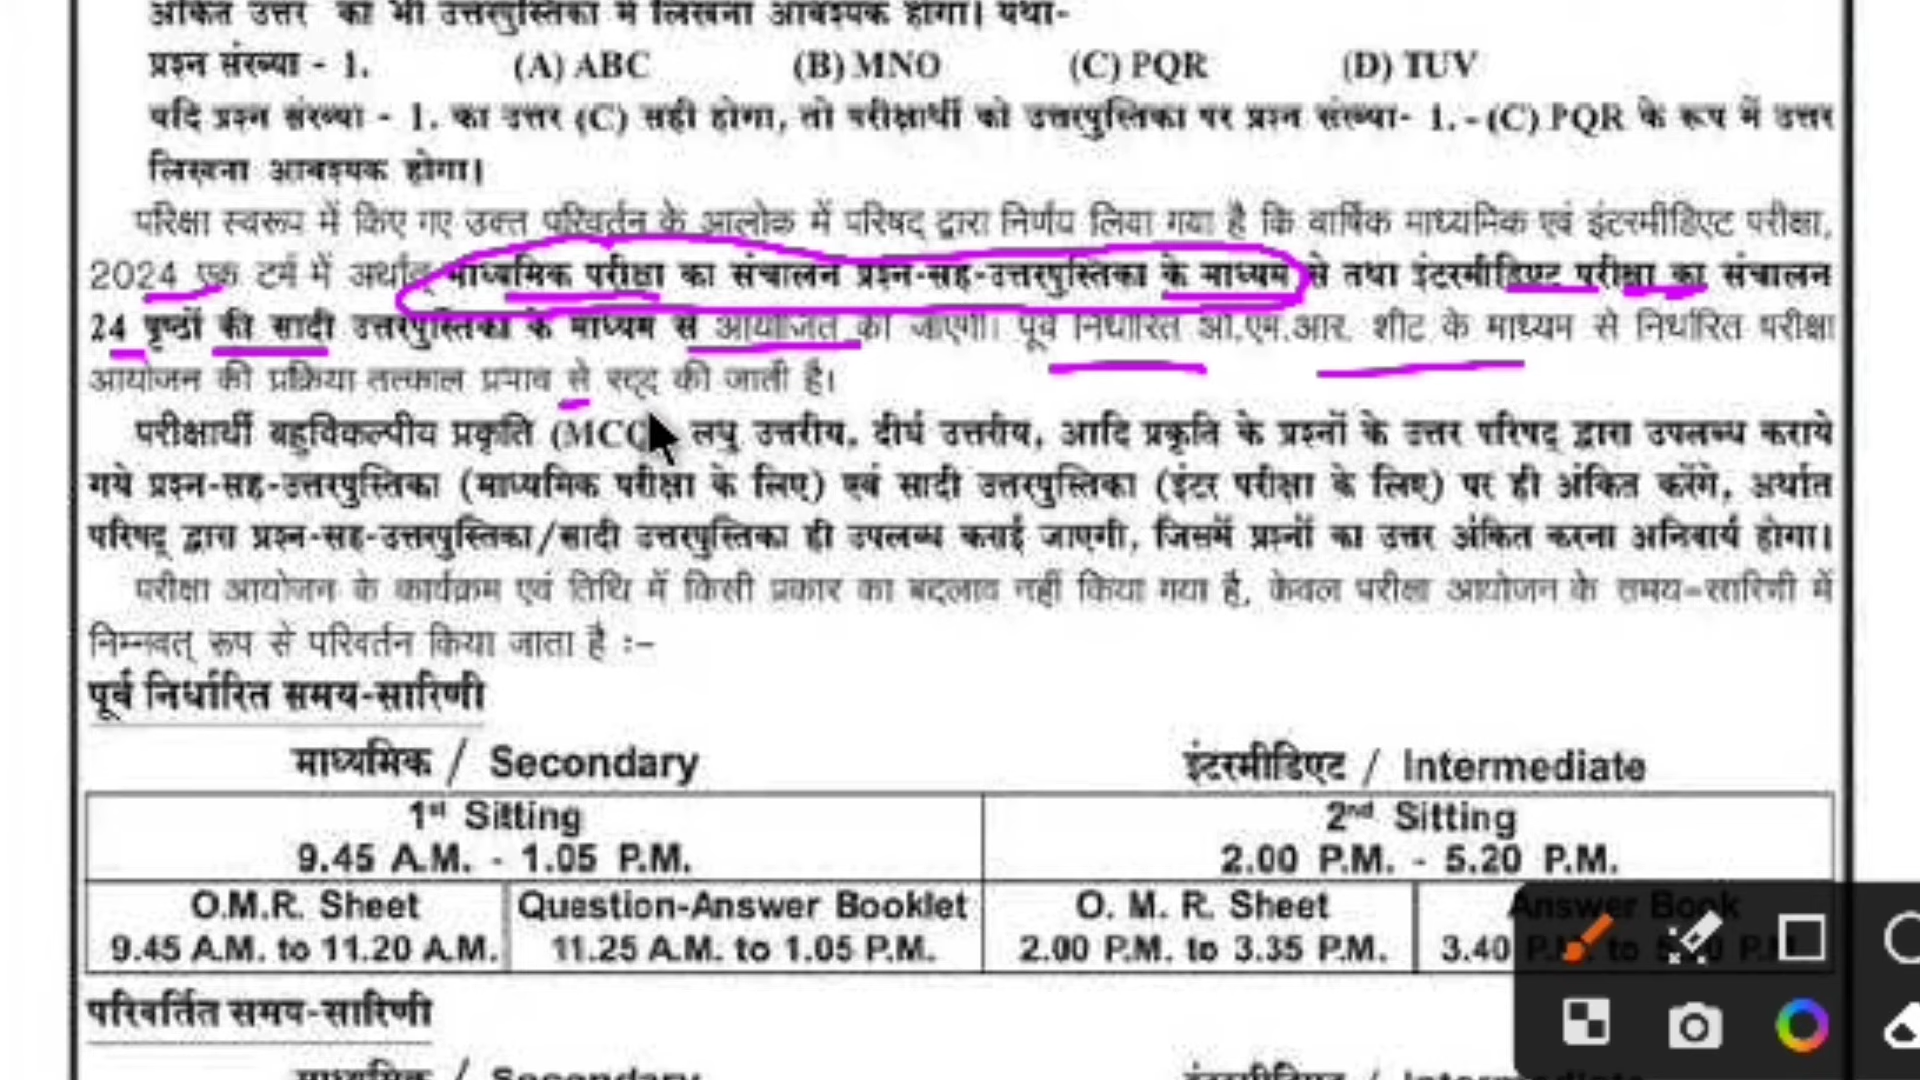 अंकित उत्तर को भी उत्तरपुस्तिका में लिखना आवश्यक होगा। यथा-
प्रश्न संख्या - 1. (A) ABC (B) MNO (C) PQR (D) TUV
यदि प्रश्न संख्या - 1. का उत्तर (C) सही होगा, तो परीक्षार्थी को उत्तरपुस्तिका पर प्रश्न संख्या- 1. - (C) PQR के रूप में उत्तर
लिखना आवश्यक होगा।
परिक्षा स्वरूप में किए गए उक्त परिवर्तन के आलोक में परिषद् द्वारा निर्णय लिया गया है कि वार्षिक माध्यमिक एवं इंटरमीडिएट परीक्षा,
2024 एक टर्म में अर्थात् माध्यमिक परीक्षा का संचालन प्रश्न-सह-उत्तरपुस्तिका के माध्यम से तथा इंटरमीडिएट परीक्षा का संचालन
24 पृष्ठों की सादी उत्तरपुस्तिका के माध्यम से आयोजित की जाएगी। पूर्व निर्धारित ओ.एम.आर. शीट के माध्यम से निर्धारित परीक्षा
आयोजन की प्रक्रिया तत्काल प्रभाव से रद्द की जाती है।
परीक्षार्थी बहुविकल्पीय प्रकृति लघु उत्तरीय, दीर्घ उत्तरीय, आदि प्रकृति के प्रश्नों के उत्तर परिषद् द्वारा उपलब्ध कराये
गये प्रश्न-सह-उत्तरपुस्तिका (माध्यमिक परीक्षा के लिए) एवं सादी उत्तरपुस्तिका (इंटर परीक्षा के लिए) पर ही अंकित करेंगे, अर्थात
परिषद् द्वारा प्रश्न-सह-उत्तरपुस्तिका/सादी उत्तरपुस्तिका ही उपलब्ध कराई जाएगी, जिसमें प्रश्नों का उत्तर अंकित करना अनिवार्य होगा।
परीक्षा आयोजन के कार्यक्रम एवं तिथि में किसी प्रकार का बदलाव नहीं किया गया है, केवल परीक्षा आयोजन के समय-सारिणी में
निम्नवत् रूप से परिवर्तन किया जाता है :-
पूर्व निर्धारित समय-सारिणी
माध्यमिक / Secondary इंटरमीडिएट / Intermediate
1st Sitting 2nd Sitting
9.45 A.M. - 1.05 P.M. 2.00 P.M. - 5.20 P.M.
O.M.R. Sheet Question-Answer Booklet O. M. R. Sheet Answer Book
9.45 A.M. to 11.20 A.M. 11.25 A.M. to 1.05 P.M. 2.00 P.M. to 3.35 P.M. 3.40
परिवर्तित समय-सारिणी
माध्यमिक / Secondary इंटरमीडिएट / Intermediate